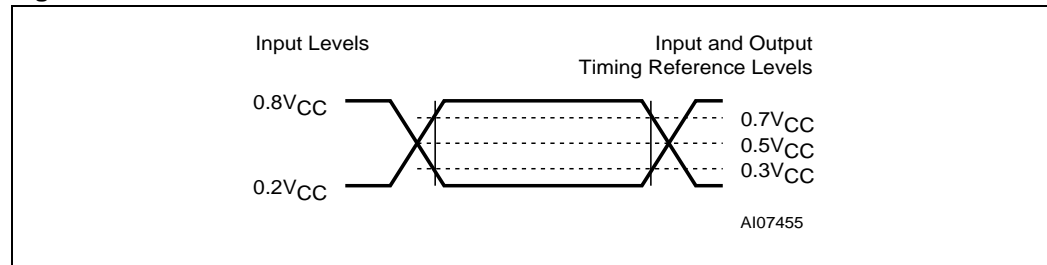 Input Levels
Input and Output
Timing Reference Levels
0.8VCC
0.7VCC
0.5VCC
0.3VCC
0.2VCC
AI07455